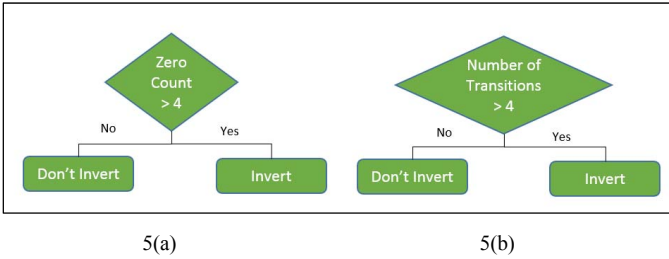 Zero
Count
> 4
No
Yes
Don't Invert
Invert
Number of
Transitions
> 4
No
Yes
Don't Invert
Invert
5(a)
5(b)